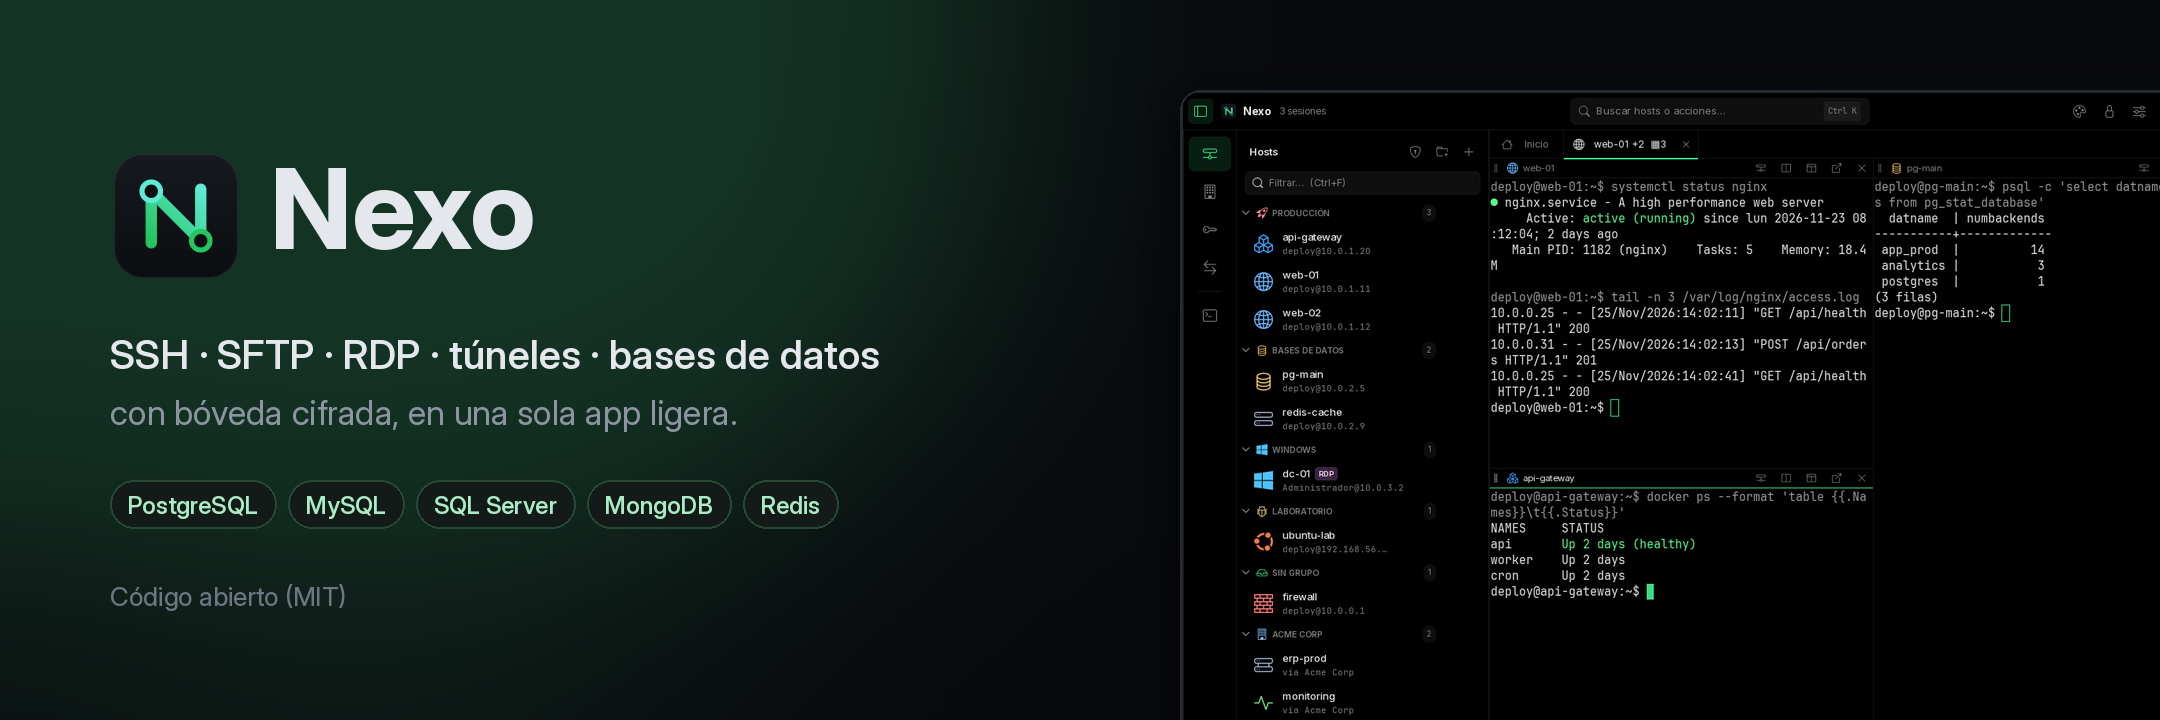 Nexo
SSH · SFTP · RDP · túneles · bases de datos
con bóveda cifrada, en una sola app ligera.
PostgreSQL
MySQL
SQL Server
MongoDB
Redis
Código abierto (MIT)
Nexo 3 sesiones
Buscar hosts o acciones...
Ctrl K
Hosts
Filtrar... (Ctrl+F)
PRODUCCIÓN 3
api-gateway
deploy@10.0.1.20
web-01
deploy@10.0.1.11
web-02
deploy@10.0.1.12
BASES DE DATOS 2
pg-main
deploy@10.0.2.5
redis-cache
deploy@10.0.2.9
WINDOWS 1
dc-01 RDP
Administrador@10.0.3.2
LABORATORIO 1
ubuntu-lab
deploy@192.168.56.…
SIN GRUPO 1
firewall
deploy@10.0.0.1
ACME CORP 2
erp-prod
vía Acme Corp
monitoring
vía Acme Corp
Inicio
web-01 +2 ▦3
web-01
deploy@web-01:~$ systemctl status nginx
● nginx.service - A high performance web server
Active: active (running) since lun 2026-11-23 08
:12:04; 2 days ago
Main PID: 1182 (nginx) Tasks: 5 Memory: 18.4
M
deploy@web-01:~$ tail -n 3 /var/log/nginx/access.log
10.0.0.25 - - [25/Nov/2026:14:02:11] "GET /api/health
HTTP/1.1" 200
10.0.0.31 - - [25/Nov/2026:14:02:13] "POST /api/order
s HTTP/1.1" 201
10.0.0.25 - - [25/Nov/2026:14:02:41] "GET /api/health
HTTP/1.1" 200
deploy@web-01:~$
api-gateway
deploy@api-gateway:~$ docker ps --format 'table {{.Na
mes}}\t{{.Status}}'
NAMES STATUS
api Up 2 days (healthy)
worker Up 2 days
cron Up 2 days
deploy@api-gateway:~$
pg-main
deploy@pg-main:~$ psql -c 'select datname
s from pg_stat_database'
datname | numbackends
-----------+-------------
app_prod | 14
analytics | 3
postgres | 1
(3 filas)
deploy@pg-main:~$